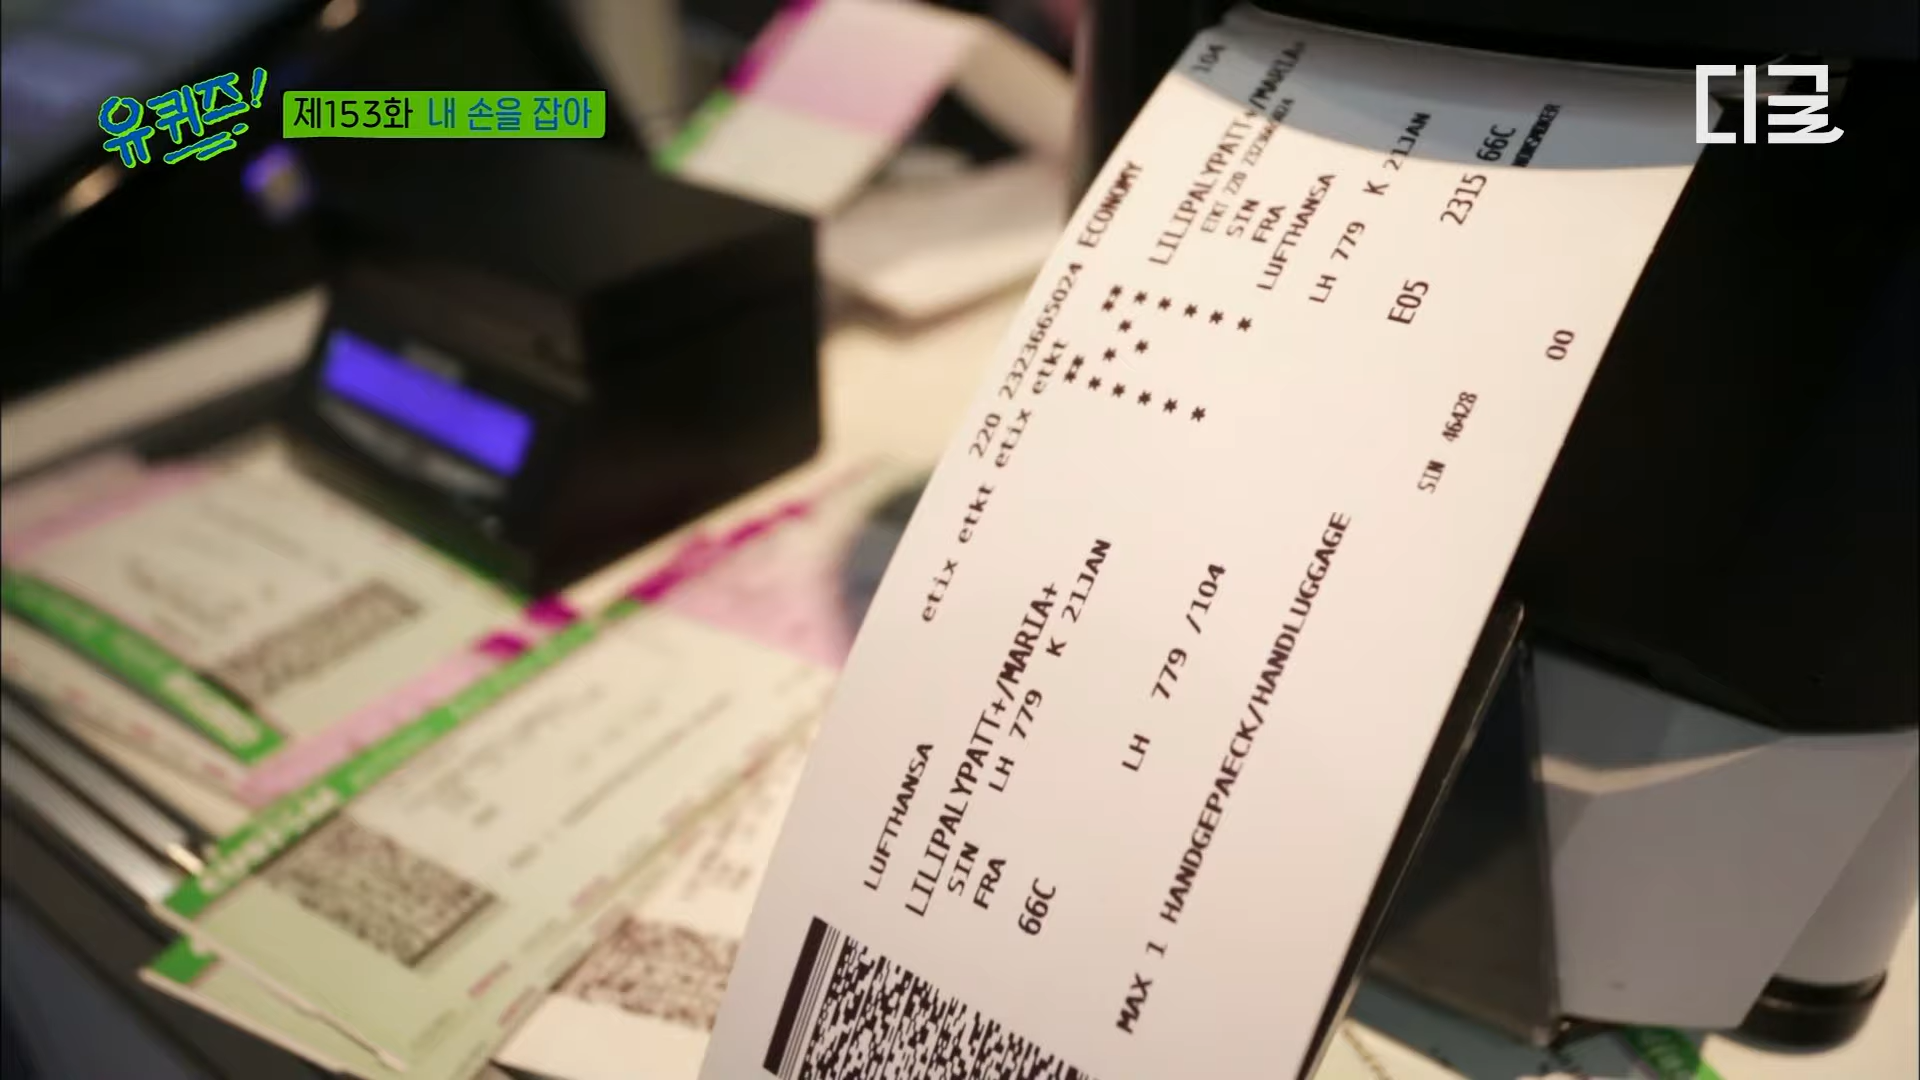 유퀴즈!
제153화 내 손을 잡아
디글
104
LILIPALYPATT+/MARIA+
SIN
FRA
LUFTHANSA
LH 779 K 21JAN
E05 2315 66C
NONSMOKER
00
SIN 46428
220 2323665024 ECONOMY
etix etkt etix etkt
LUFTHANSA
LILIPALYPATT+/MARIA+
SIN LH 779 K 21JAN
FRA
66C
LH 779 /104
MAX 1 HANDGEPAECK/HANDLUGGAGE